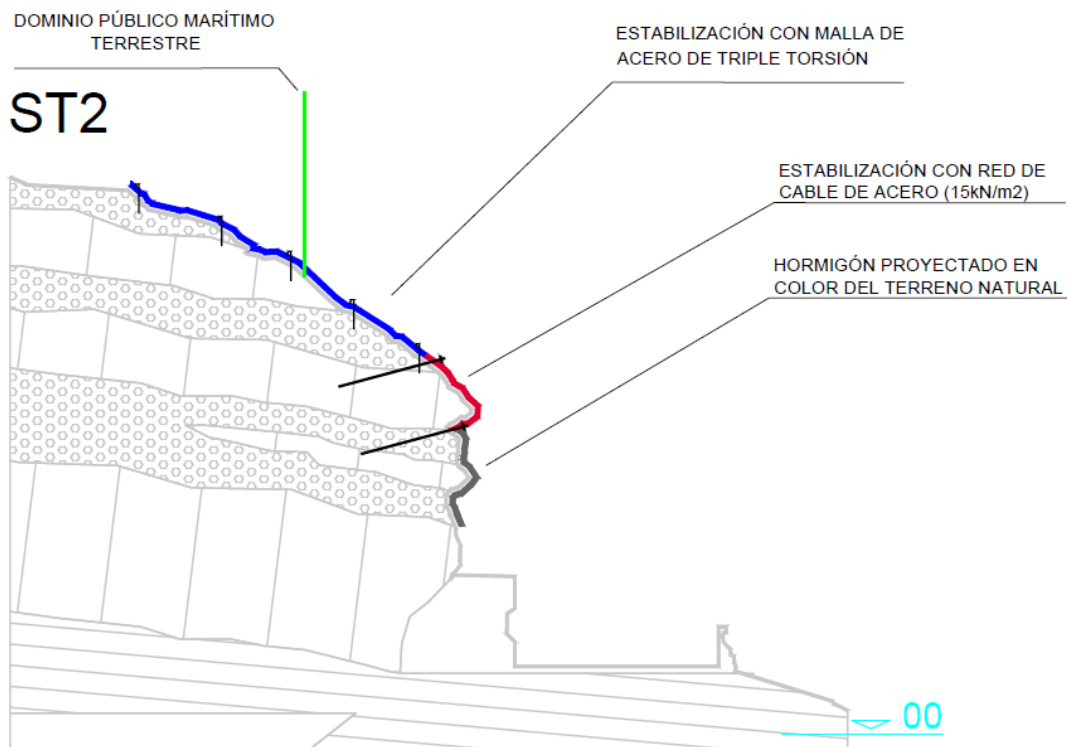 DOMINIO PÚBLICO MARÍTIMO
TERRESTRE
ST2
ESTABILIZACIÓN CON MALLA DE
ACERO DE TRIPLE TORSIÓN
ESTABILIZACIÓN CON RED DE
CABLE DE ACERO (15kN/m2)
HORMIGÓN PROYECTADO EN
COLOR DEL TERRENO NATURAL
00